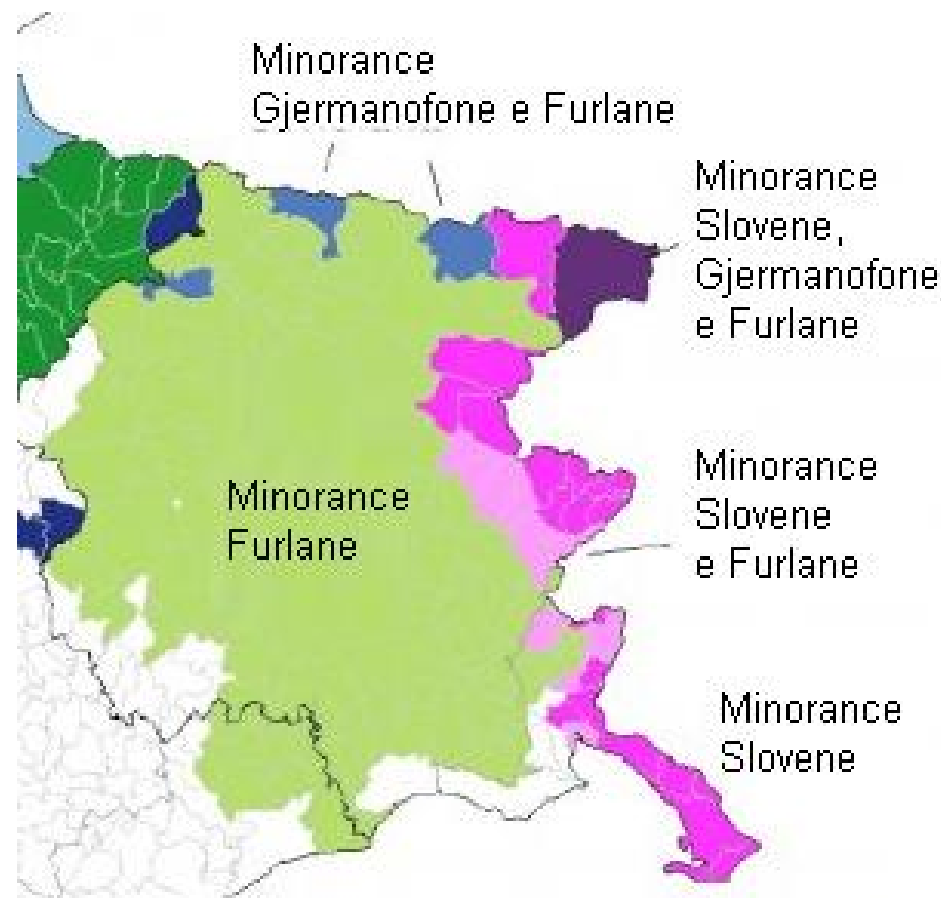 Minorance
Gjermanofone e Furlane
Minorance
Slovene,
Gjermanofone
e Furlane
Minorance
Furlane
Minorance
Slovene
e Furlane
Minorance
Slovene